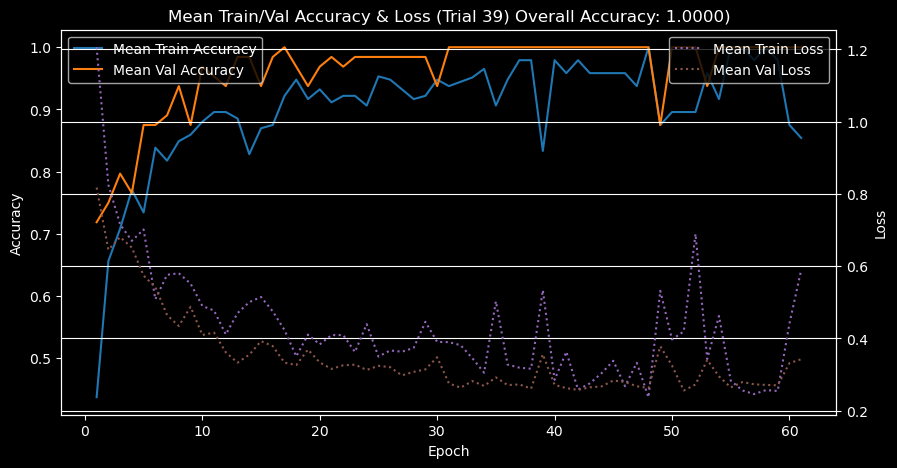 Mean Train/Val Accuracy & Loss (Trial 39) Overall Accuracy: 1.0000)
Mean Train Accuracy
Mean Val Accuracy
Mean Train Loss
Mean Val Loss
Accuracy
1.0
0.9
0.8
0.7
0.6
0.5
1.2
1.0
0.8
0.6
0.4
0.2
Loss
0 10 20 30 40 50 60
Epoch